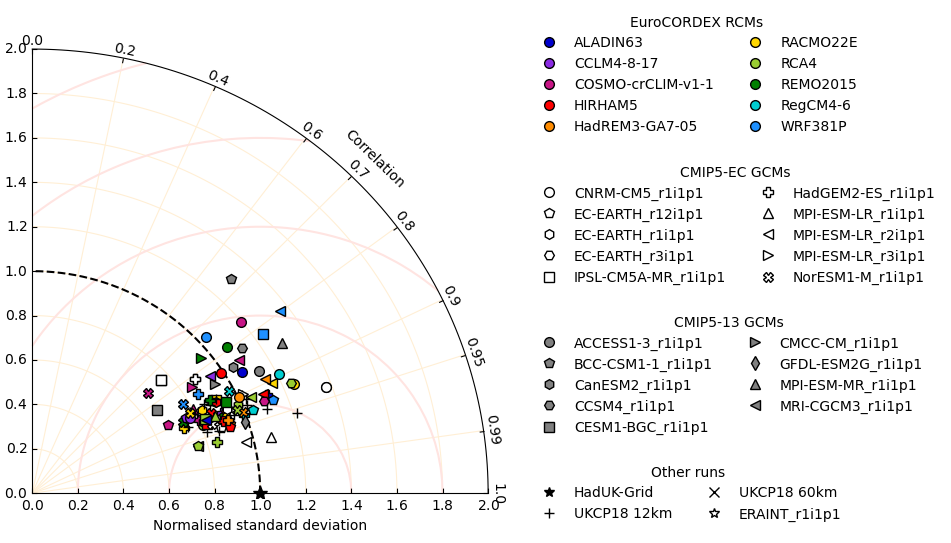 EuroCORDEX RCMs
ALADIN63 RACMO22E
CCLM4-8-17 RCA4
COSMO-crCLIM-v1-1 REMO2015
HIRHAM5 RegCM4-6
HadREM3-GA7-05 WRF381P
CMIP5-EC GCMs
CNRM-CM5_r1i1p1 HadGEM2-ES_r1i1p1
EC-EARTH_r12i1p1 MPI-ESM-LR_r1i1p1
EC-EARTH_r1i1p1 MPI-ESM-LR_r2i1p1
EC-EARTH_r3i1p1 MPI-ESM-LR_r3i1p1
IPSL-CM5A-MR_r1i1p1 NorESM1-M_r1i1p1
CMIP5-13 GCMs
ACCESS1-3_r1i1p1 CMCC-CM_r1i1p1
BCC-CSM1-1_r1i1p1 GFDL-ESM2G_r1i1p1
CanESM2_r1i1p1 MPI-ESM-MR_r1i1p1
CCSM4_r1i1p1 MRI-CGCM3_r1i1p1
CESM1-BGC_r1i1p1
Other runs
HadUK-Grid UKCP18 60km
UKCP18 12km ERAINT_r1i1p1
0.0
0.2
0.4
0.6
Correlation
0.7
0.8
0.9
0.95
0.99
1.0
2.0
1.8
1.6
1.4
1.2
1.0
0.8
0.6
0.4
0.2
0.0
0.0 0.2 0.4 0.6 0.8 1.0 1.2 1.4 1.6 1.8 2.0
Normalised standard deviation